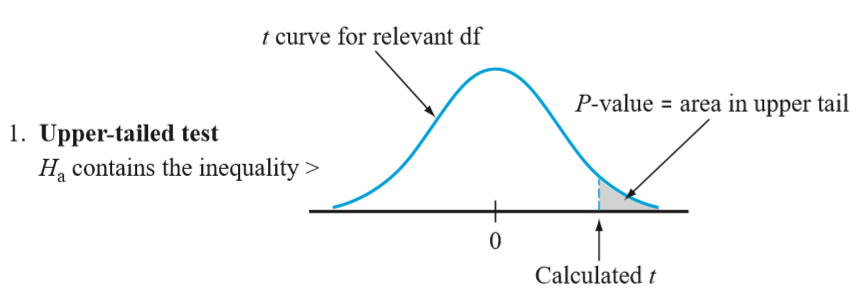 t curve for relevant df
P-value = area in upper tail
1. Upper-tailed test
Hₐ contains the inequality >
0
Calculated t